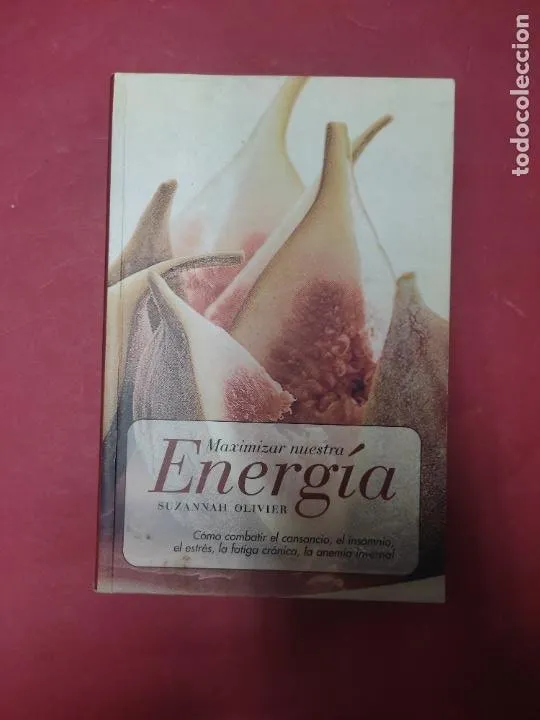 Maximizar nuestra
Energía
SUZANNAH OLIVIER
Cómo combatir el cansancio, el insomnio,
el estrés, la fatiga crónica, la anemia invernal
todocoleccion